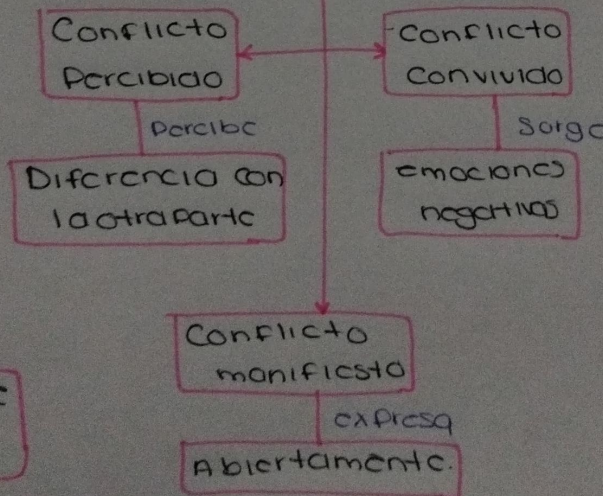 Conflicto
Percibido
Conflicto
Convivido
Percibe
Surge
Diferencia con
la otra parte
emociones
negativas
Conflicto
manifiesto
expresa
Abiertamente.